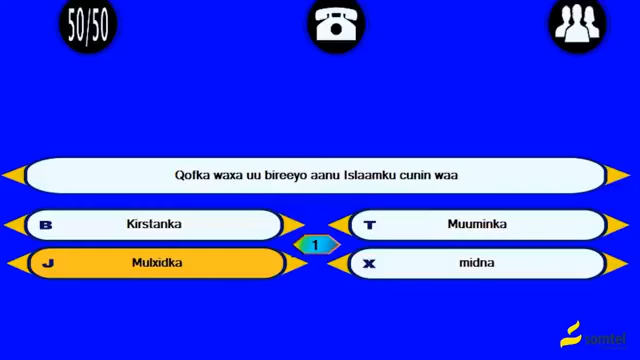 50/50
Qofka waxa uu bireeyo aanu Islaamku cunin waa
B Kirstanka
T Muuminka
1
J Mulxidka
X midna
somtel